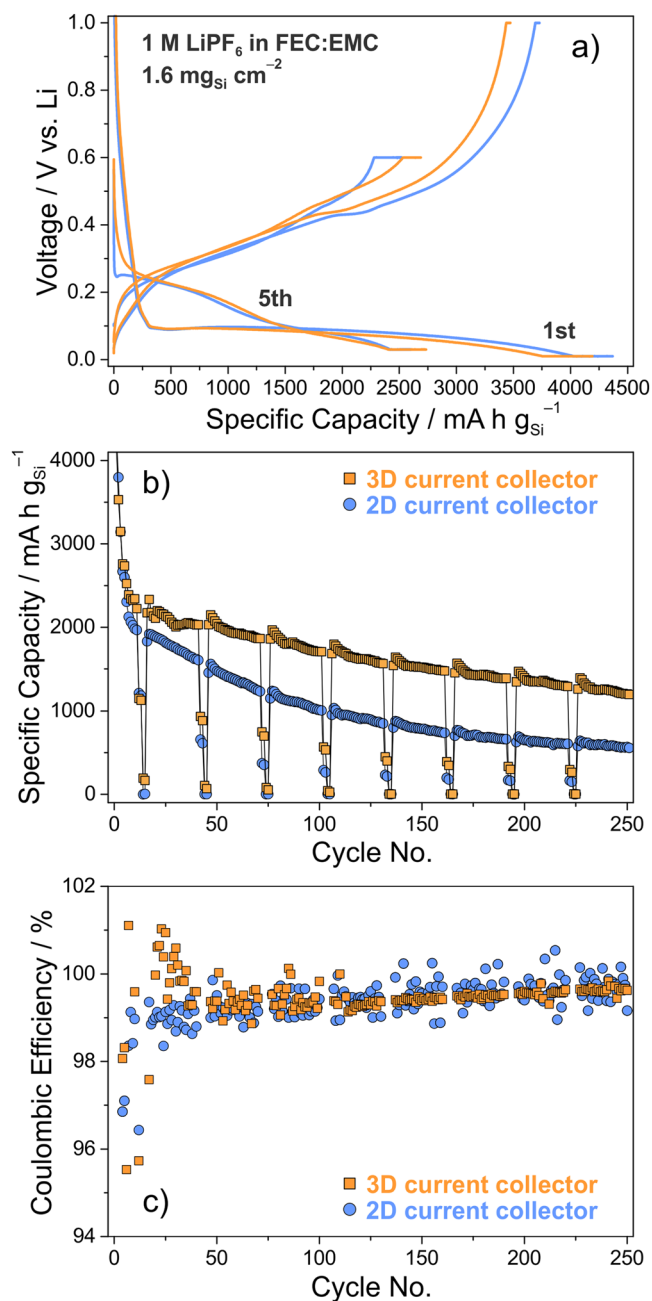 1 M LiPF₆ in FEC:EMC
1.6 mg_Si cm⁻²
a)
Voltage / V vs. Li
1.0
0.8
0.6
0.4
0.2
0.0
5th
1st
0 500 1000 1500 2000 2500 3000 3500 4000 4500
Specific Capacity / mA h g_Si⁻¹
b)
3D current collector
2D current collector
Specific Capacity / mA h g_Si⁻¹
4000
3000
2000
1000
0
0 50 100 150 200 250
Cycle No.
Coulombic Efficiency / %
102
100
98
96
94
c)
3D current collector
2D current collector
0 50 100 150 200 250
Cycle No.